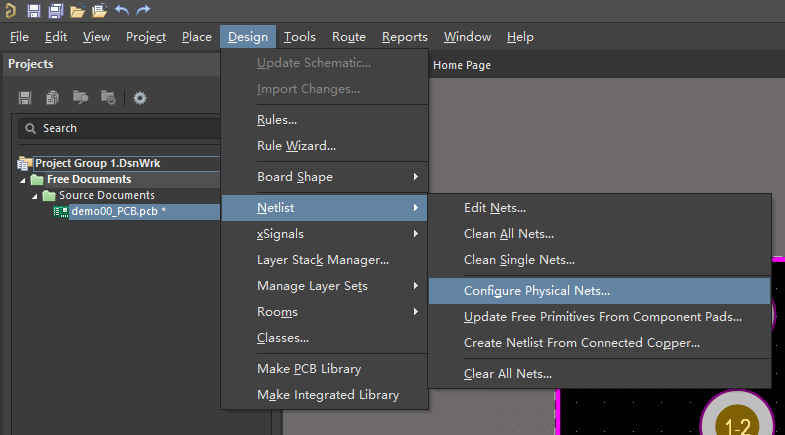 File Edit View Project Place Design Tools Route Reports Window Help
Projects
Home Page
Search
Project Group 1.DsnWrk
Free Documents
Source Documents
demo00_PCB.pcb *
Update Schematic...
Import Changes...
Rules...
Rule Wizard...
Board Shape
Netlist
xSignals
Layer Stack Manager...
Manage Layer Sets
Rooms
Classes...
Make PCB Library
Make Integrated Library
Edit Nets...
Clean All Nets...
Clean Single Nets...
Configure Physical Nets...
Update Free Primitives From Component Pads...
Create Netlist From Connected Copper...
Clear All Nets...
1-2